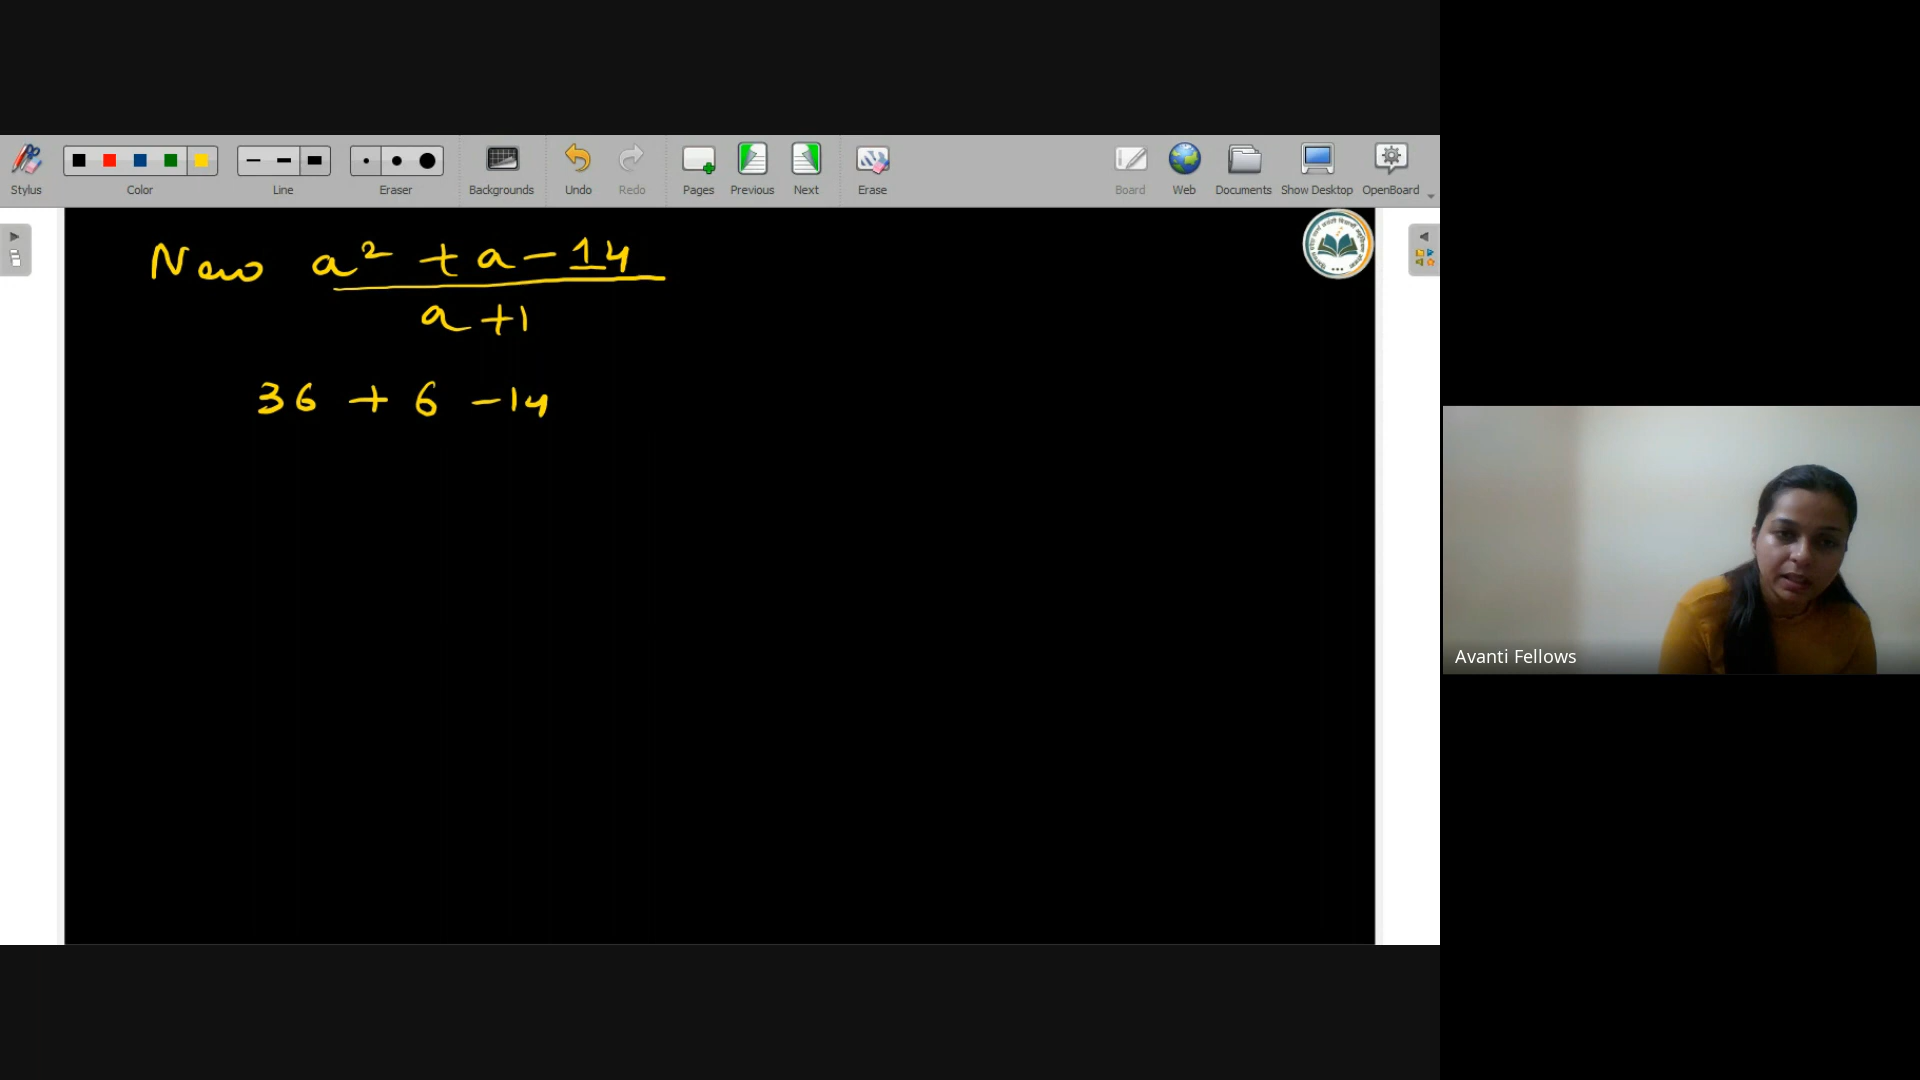 Stylus Color Line Eraser Backgrounds Undo Redo Pages Previous Next Erase Board Web Documents Show Desktop OpenBoard
Now a² + a - 14
a + 1
36 + 6 - 14
Avanti Fellows